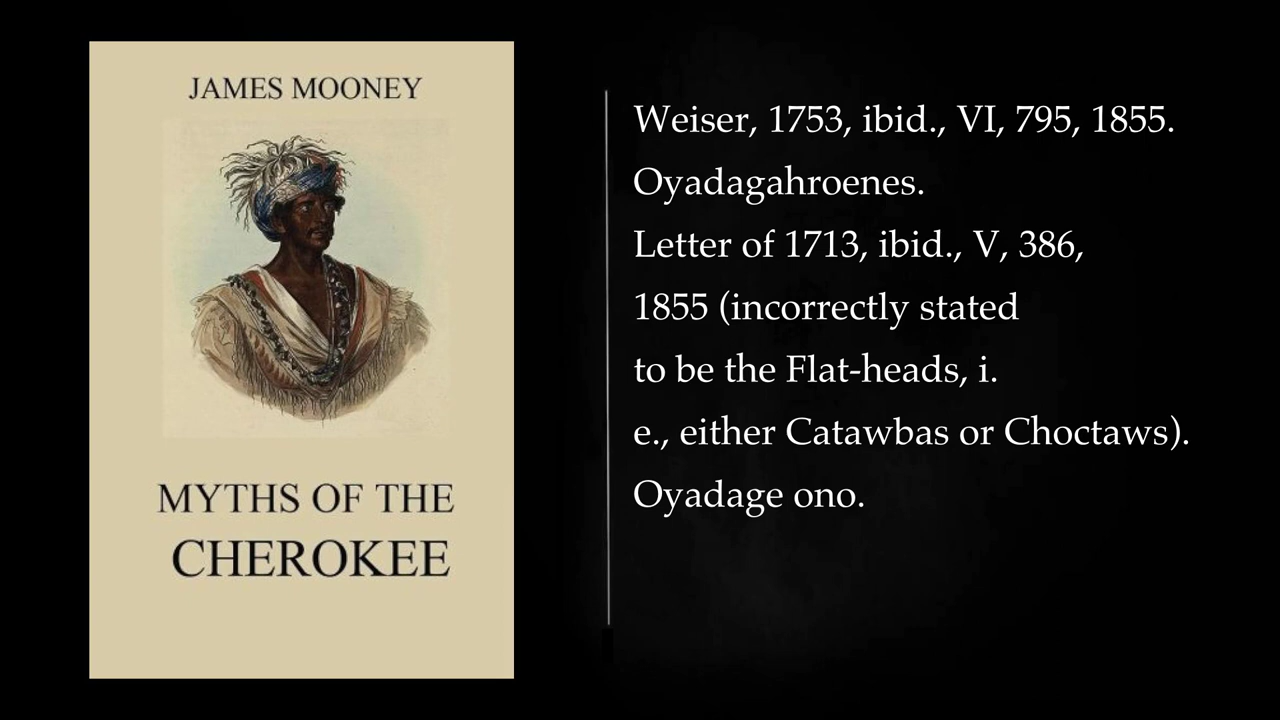 JAMES MOONEY
MYTHS OF THE
CHEROKEE
Weiser, 1753, ibid., VI, 795, 1855.
Oyadagahroenes.
Letter of 1713, ibid., V, 386,
1855 (incorrectly stated
to be the Flat-heads, i.
e., either Catawbas or Choctaws).
Oyadage ono.